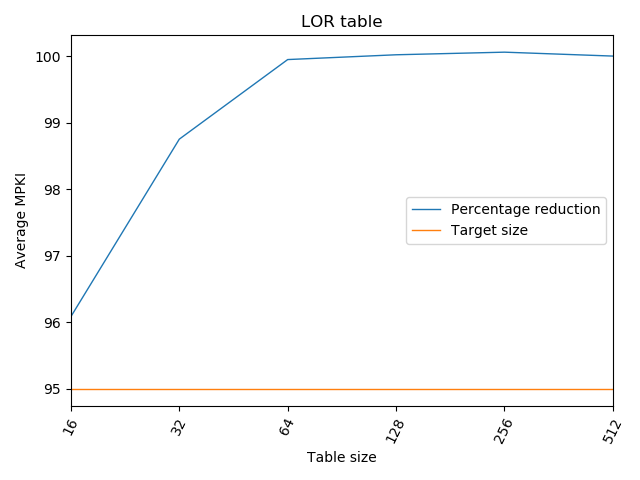 LOR table
100
99
98
97
96
95
Average MPKI
Percentage reduction
Target size
16
32
64
128
256
512
Table size